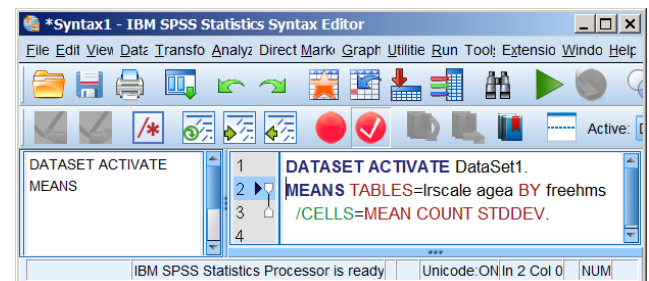 *Syntax1 - IBM SPSS Statistics Syntax Editor
File Edit View Data Transfo Analyz Direct Marke Graph Utilitie Run Tools Extensio Windo Help
/*
Active:
DATASET ACTIVATE
MEANS
1 DATASET ACTIVATE DataSet1.
2 MEANS TABLES=lrscale agea BY freehms
3 /CELLS=MEAN COUNT STDDEV.
4
IBM SPSS Statistics Processor is ready Unicode:ON In 2 Col 0 NUM